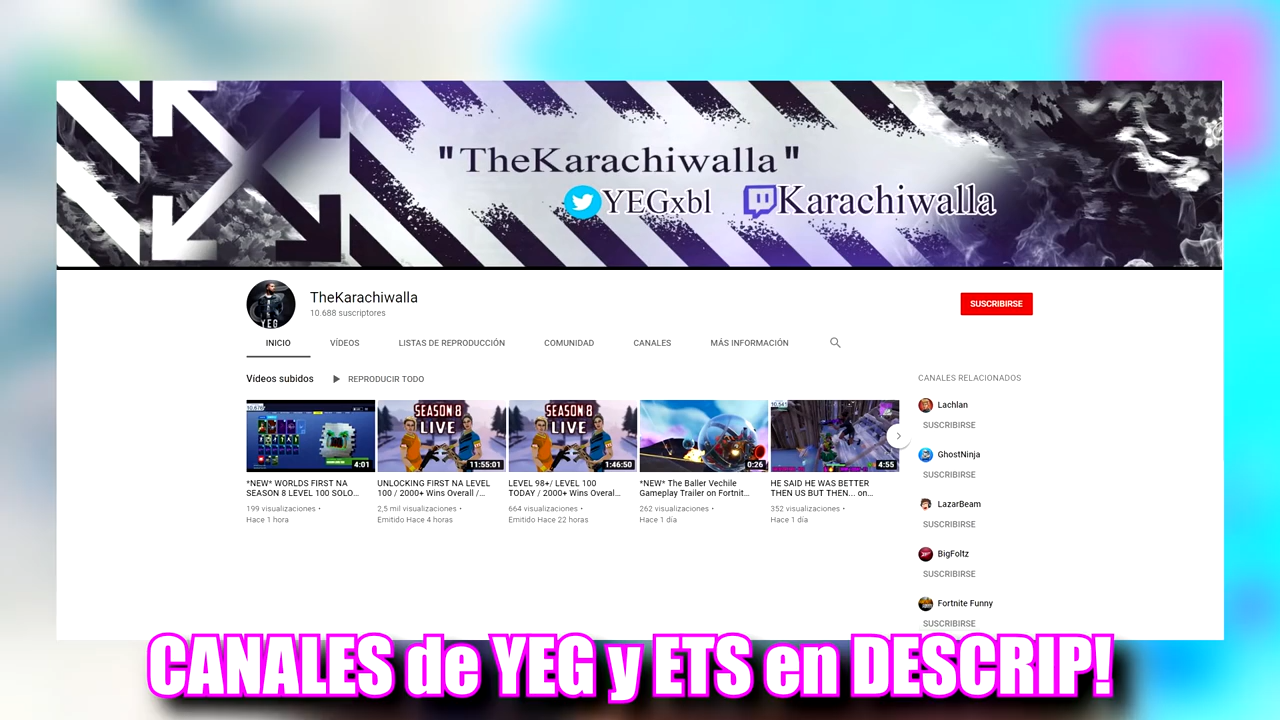 "TheKarachiwalla"
YEGxbl Karachiwalla
YEG
TheKarachiwalla
10.688 suscriptores
SUSCRIBIRSE
INICIO VÍDEOS LISTAS DE REPRODUCCIÓN COMUNIDAD CANALES MÁS INFORMACIÓN
Vídeos subidos REPRODUCIR TODO
CANALES RELACIONADOS
SEASON 8 LIVE
SEASON 8 LIVE
4:01 11:55:01 1:46:50 0:26 4:55
*NEW* WORLDS FIRST NA
SEASON 8 LEVEL 100 SOLO...
199 visualizaciones •
Hace 1 hora
UNLOCKING FIRST NA LEVEL
100 / 2000+ Wins Overall /...
2,5 mil visualizaciones •
Emitido Hace 4 horas
LEVEL 98+/ LEVEL 100
TODAY / 2000+ Wins Overal...
664 visualizaciones •
Emitido Hace 22 horas
*NEW* The Baller Vechile
Gameplay Trailer on Fortnit...
262 visualizaciones •
Hace 1 día
HE SAID HE WAS BETTER
THEN US BUT THEN... on...
352 visualizaciones •
Hace 1 día
Lachlan
SUSCRIBIRSE
GhostNinja
SUSCRIBIRSE
LazarBeam
SUSCRIBIRSE
BigFoltz
SUSCRIBIRSE
Fortnite Funny
SUSCRIBIRSE
CANALES de YEG y ETS en DESCRIP!